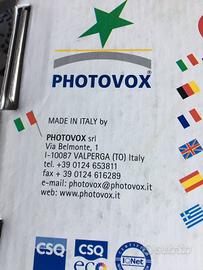 PHOTOVOX®
MADE IN ITALY by
PHOTOVOX srl
Via Belmonte, 1
I-10087 VALPERGA (TO) Italy
tel. + 39 0124 653811
fax + 39 0124 616289
e-mail: photovox@photovox.it
web: www.photovox.it
CSQ
CSQ
eco
IQNet